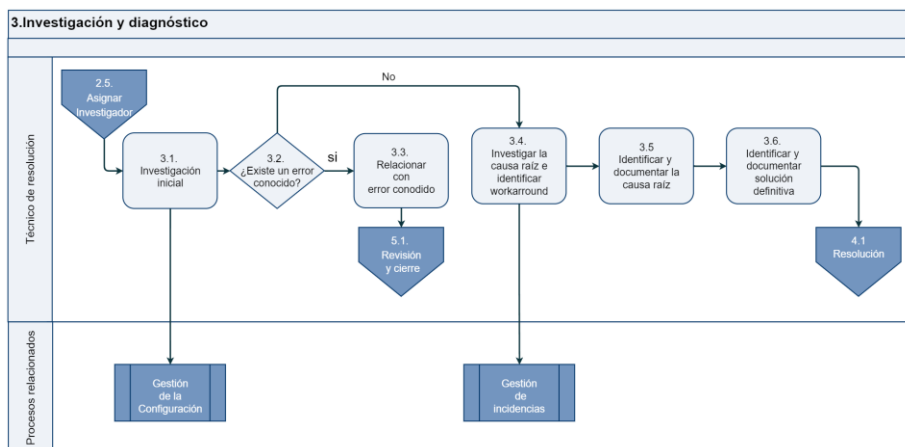 3.Investigación y diagnóstico
Técnico de resolución
2.5.
Asignar
Investigador
3.1.
Investigación
inicial
3.2.
¿Existe un error
conocido?
No
si
3.3.
Relacionar
con
error conodido
5.1.
Revisión
y cierre
3.4.
Investigar la
causa raíz e
identificar
workarround
3.5
Identificar y
documentar la
causa raíz
3.6.
Identificar y
documentar
solución
definitiva
4.1
Resolución
Procesos relacionados
Gestión
de la
Configuración
Gestión
de
incidencias